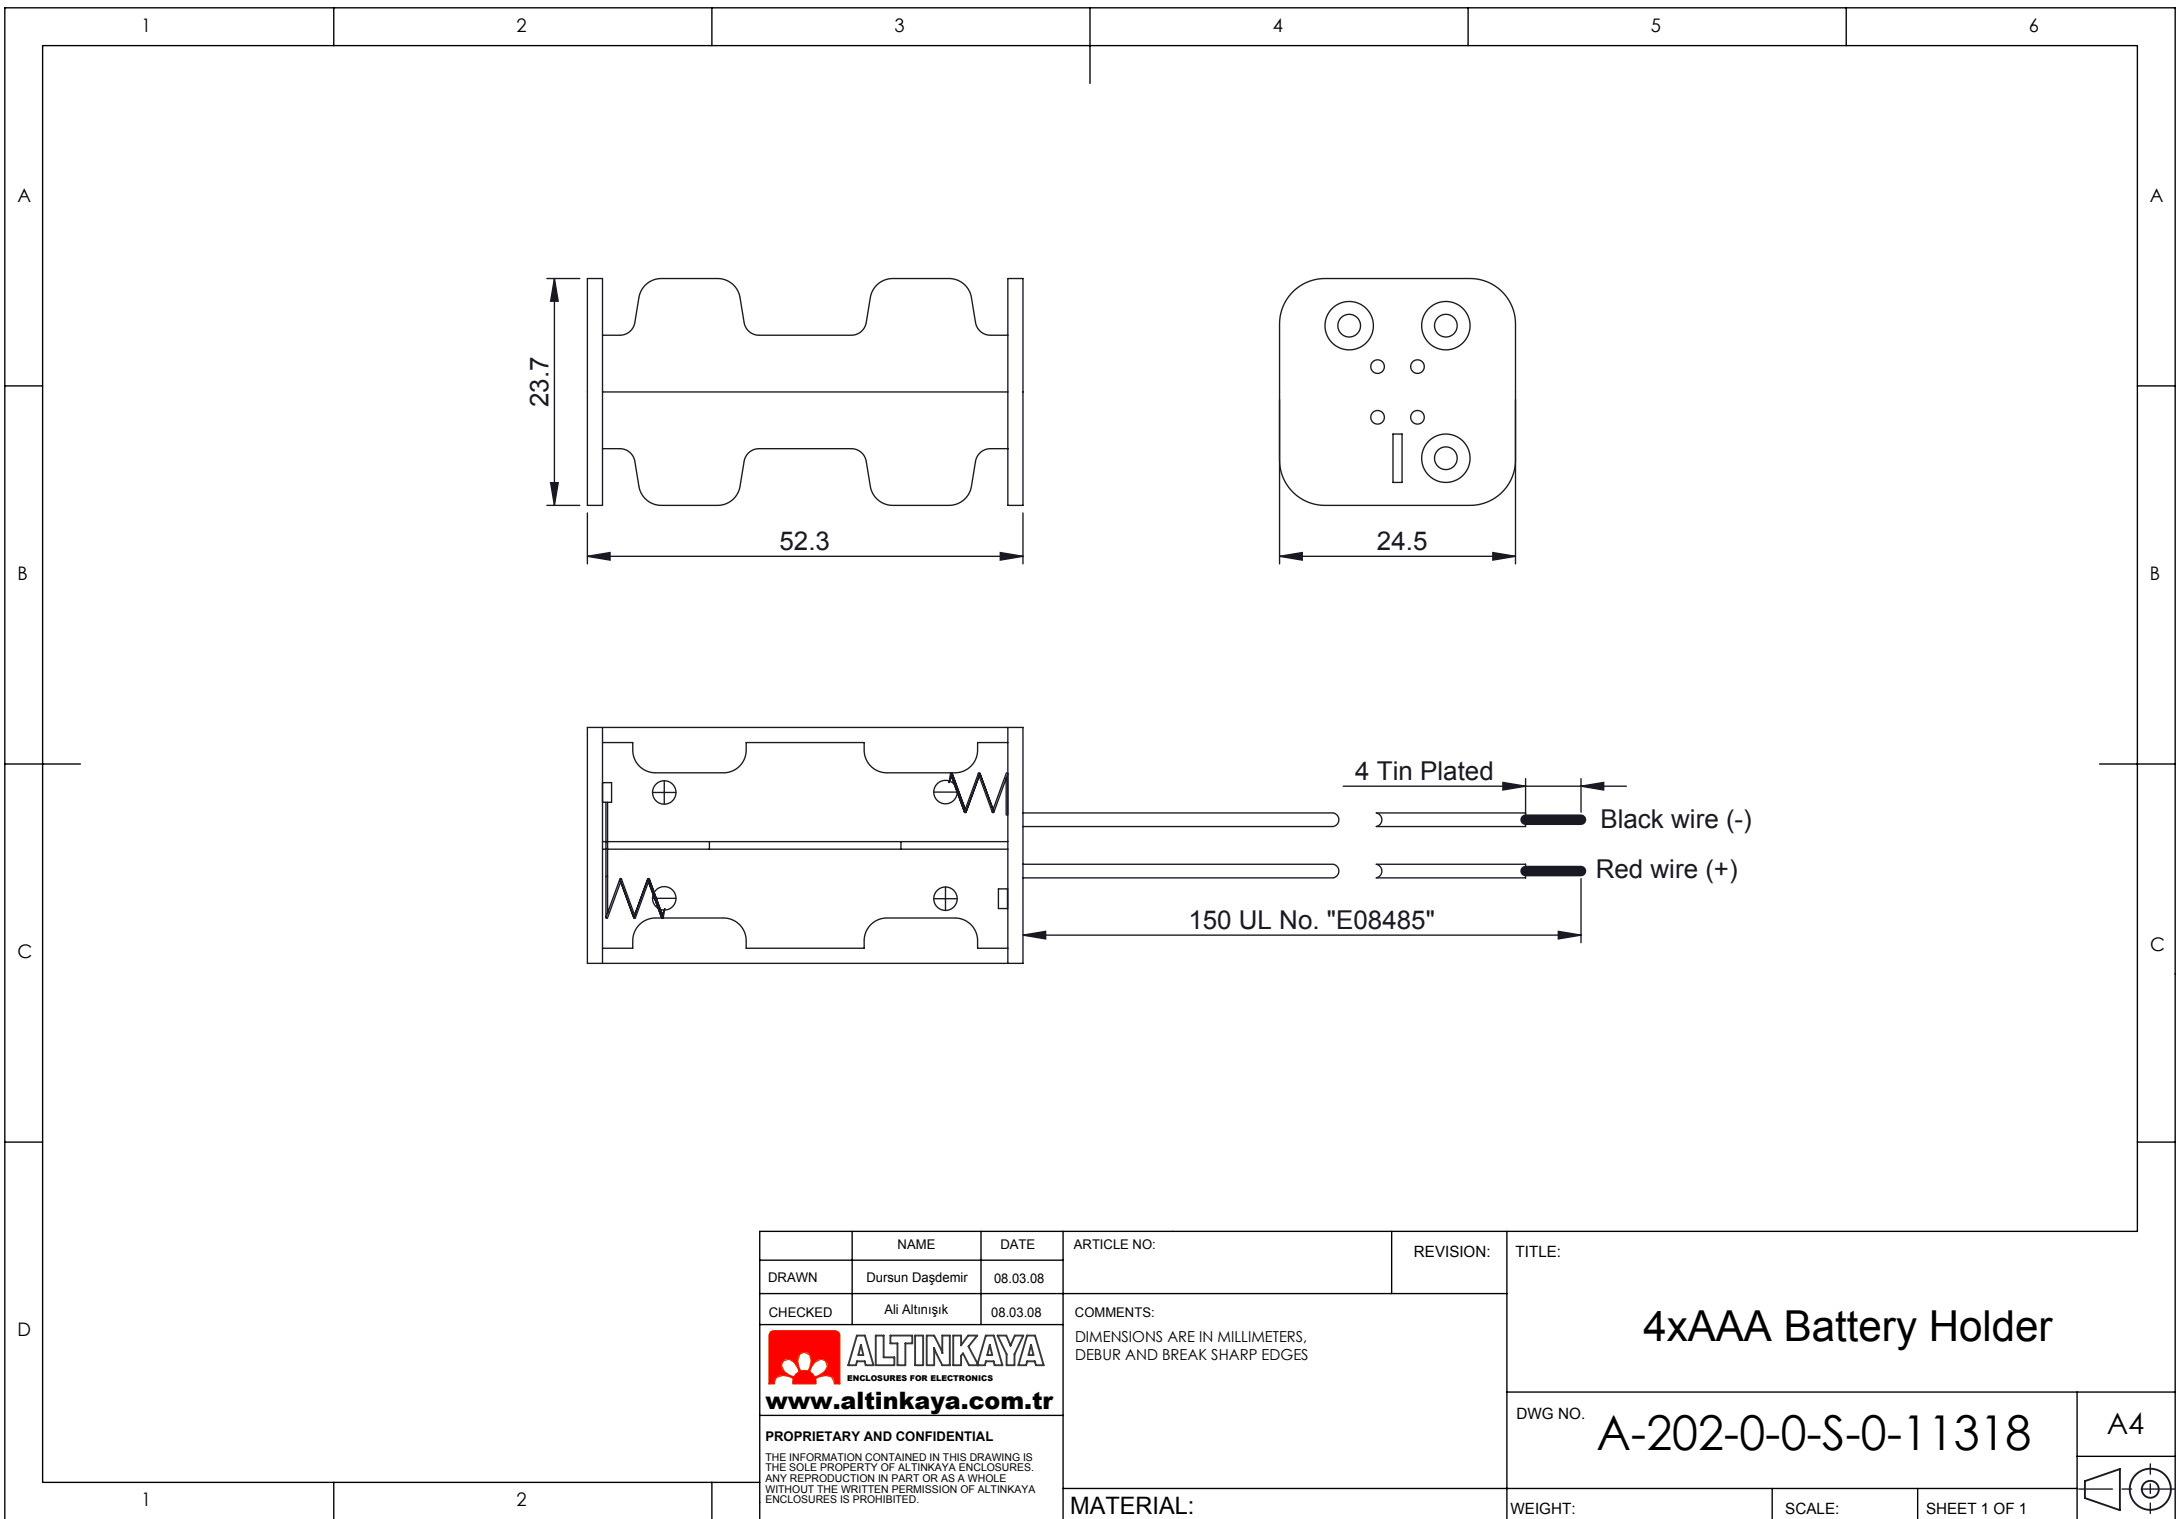 1 2 3 4 5 6
A A
23.7
52.3
24.5
B B
4 Tin Plated
Black wire (-)
Red wire (+)
150 UL No. "E08485"
C C
NAME DATE
DRAWN Dursun Daşdemir 08.03.08
CHECKED Ali Altınışık 08.03.08
ALTINKAYA
ENCLOSURES FOR ELECTRONICS
www.altinkaya.com.tr
PROPRIETARY AND CONFIDENTIAL
THE INFORMATION CONTAINED IN THIS DRAWING IS
THE SOLE PROPERTY OF ALTINKAYA ENCLOSURES.
ANY REPRODUCTION IN PART OR AS A WHOLE
WITHOUT THE WRITTEN PERMISSION OF ALTINKAYA
ENCLOSURES IS PROHIBITED.
ARTICLE NO:
REVISION:
COMMENTS:
DIMENSIONS ARE IN MILLIMETERS,
DEBUR AND BREAK SHARP EDGES
MATERIAL:
TITLE:
4xAAA Battery Holder
DWG NO. A-202-0-0-S-0-11318
A4
WEIGHT:
SCALE:
SHEET 1 OF 1
D
1 2